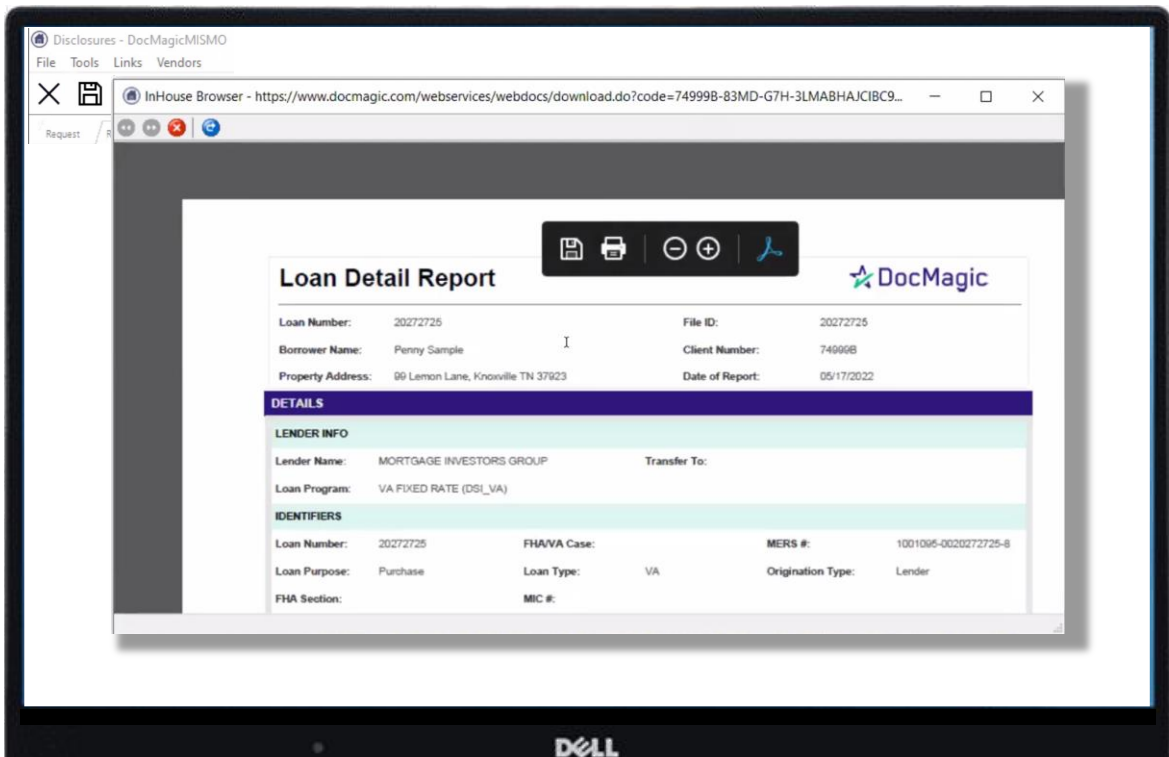 Disclosures - DocMagicMISMO
File Tools Links Vendors
InHouse Browser - https://www.docmagic.com/webservices/webdocs/download.do?code=74999B-83MD-G7H-3LMABHAJCIBC9...
Request R
Loan Detail Report DocMagic
Loan Number: 20272725 File ID: 20272725
Borrower Name: Penny Sample Client Number: 74999B
Property Address: 99 Lemon Lane, Knoxville TN 37923 Date of Report: 05/17/2022
DETAILS
LENDER INFO
Lender Name: MORTGAGE INVESTORS GROUP Transfer To:
Loan Program: VA FIXED RATE (DSI_VA)
IDENTIFIERS
Loan Number: 20272725 FHA/VA Case: MERS #: 1001095-0020272725-8
Loan Purpose: Purchase Loan Type: VA Origination Type: Lender
FHA Section: MIC #:
DELL